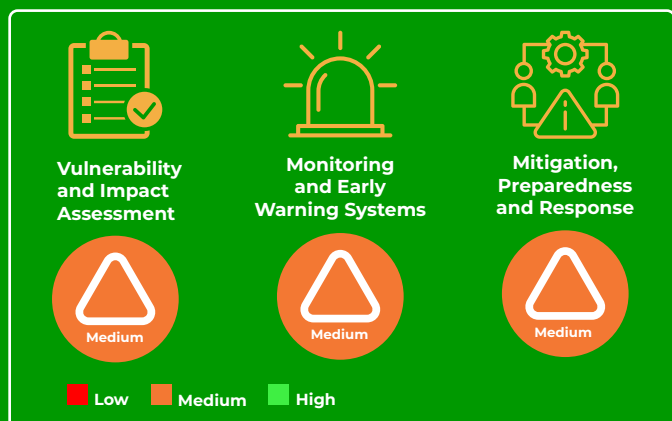 Vulnerability
and Impact
Assessment
Monitoring
and Early
Warning Systems
Mitigation,
Preparedness
and Response
Medium
Medium
Medium
Low
Medium
High